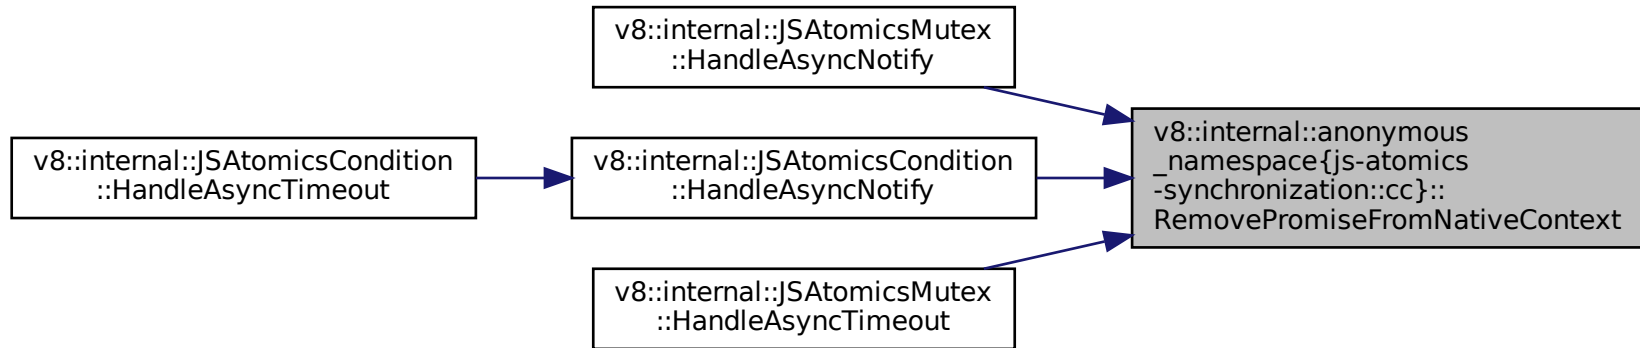 v8::internal::JSAtomicsMutex
::HandleAsyncNotify
v8::internal::JSAtomicsCondition
::HandleAsyncTimeout
v8::internal::JSAtomicsCondition
::HandleAsyncNotify
v8::internal::anonymous
_namespace{js-atomics
-synchronization::cc}::
RemovePromiseFromNativeContext
v8::internal::JSAtomicsMutex
::HandleAsyncTimeout